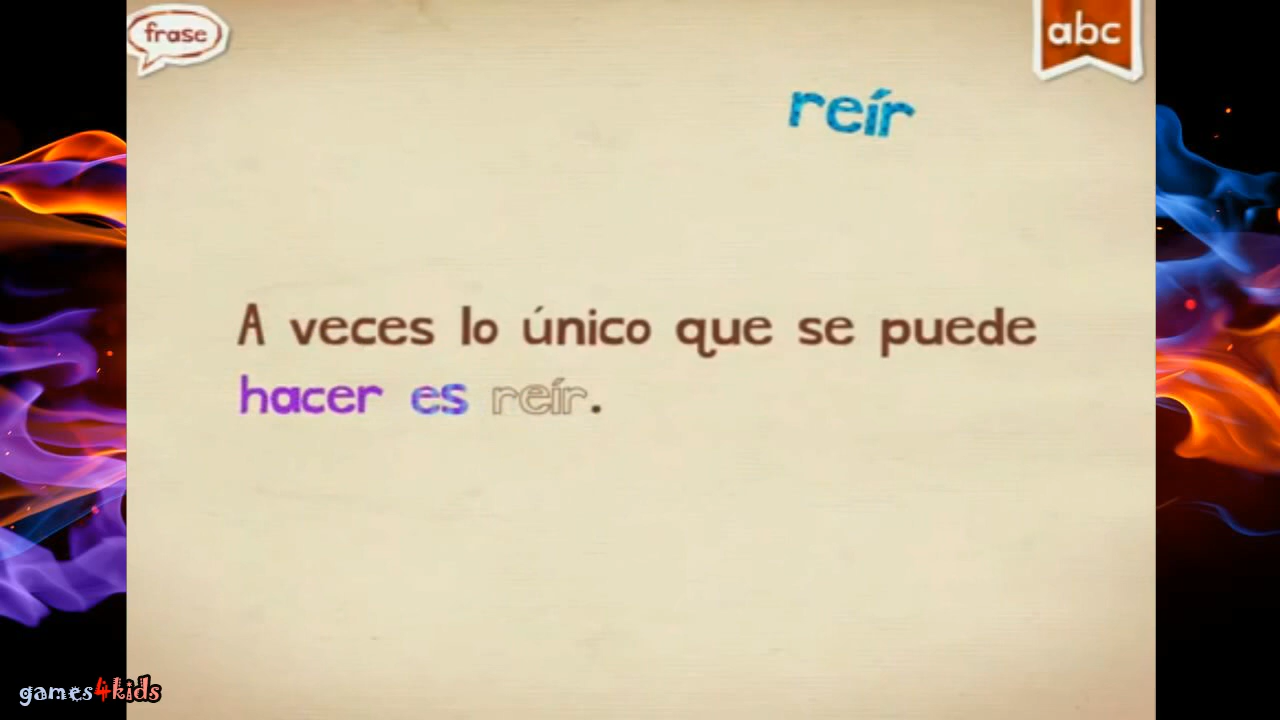 frase
abc
reír
A veces lo único que se puede
hacer es reír.
games4kids